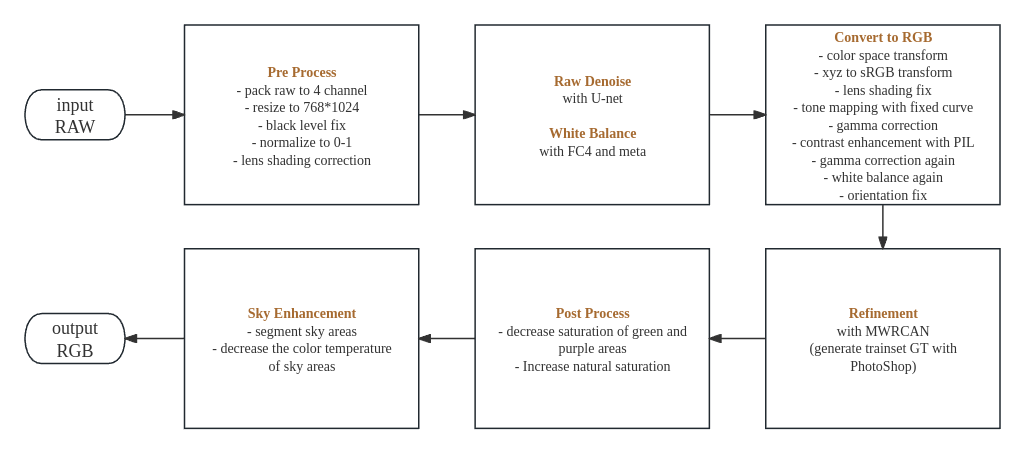 input
RAW
Pre Process
- pack raw to 4 channel
- resize to 768*1024
- black level fix
- normalize to 0-1
- lens shading correction
Raw Denoise
with U-net
White Balance
with FC4 and meta
Convert to RGB
- color space transform
- xyz to sRGB transform
- lens shading fix
- tone mapping with fixed curve
- gamma correction
- contrast enhancement with PIL
- gamma correction again
- white balance again
- orientation fix
Refinement
with MWRCAN
(generate trainset GT with
PhotoShop)
Post Process
- decrease saturation of green and
purple areas
- Increase natural saturation
Sky Enhancement
- segment sky areas
- decrease the color temperature
of sky areas
output
RGB